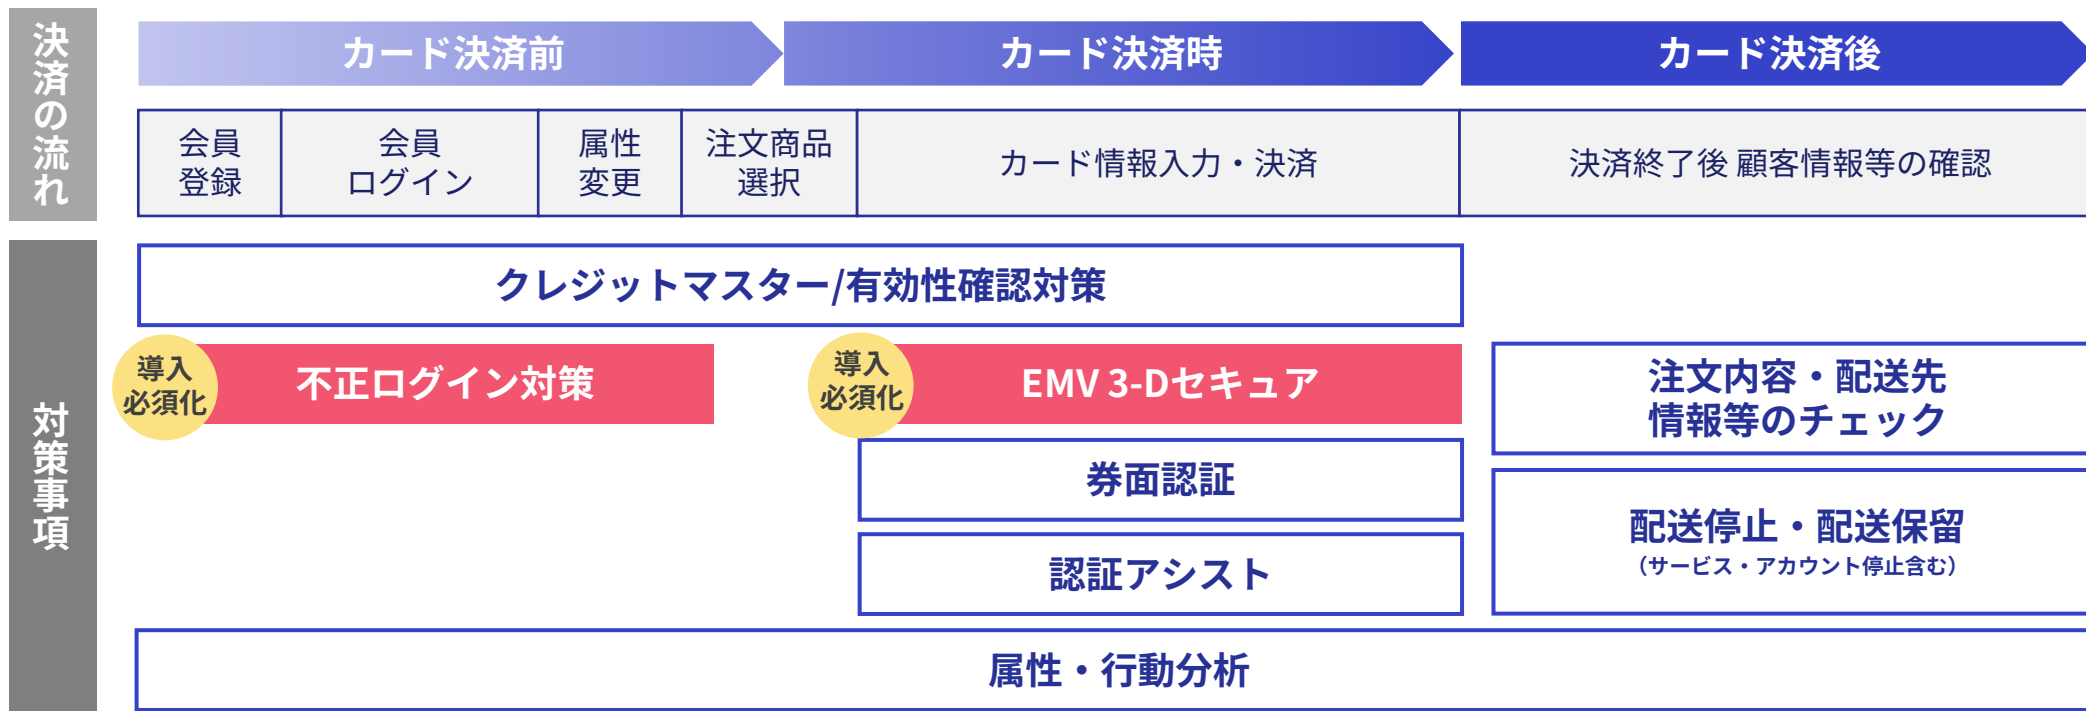 決済の流れ
カード決済前
カード決済時
カード決済後
会員
登録
会員
ログイン
属性
変更
注文商品
選択
カード情報入力・決済
決済終了後 顧客情報等の確認
対策事項
クレジットマスター/有効性確認対策
導入
必須化
不正ログイン対策
導入
必須化
EMV 3-Dセキュア
注文内容・配送先
情報等のチェック
券面認証
認証アシスト
配送停止・配送保留
（サービス・アカウント停止含む）
属性・行動分析